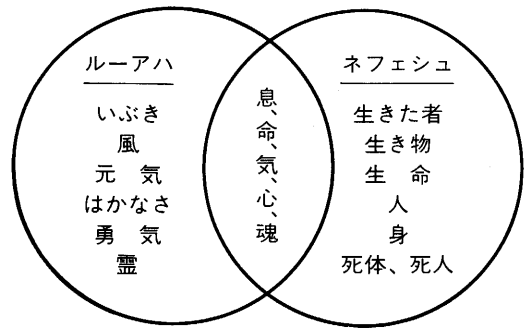 ルーアハ
いぶき
風
元　気
はかなさ
勇　気
霊
息、命、気、心、魂
ネフェシュ
生きた者
生き物
生　命
人
身
死体、死人